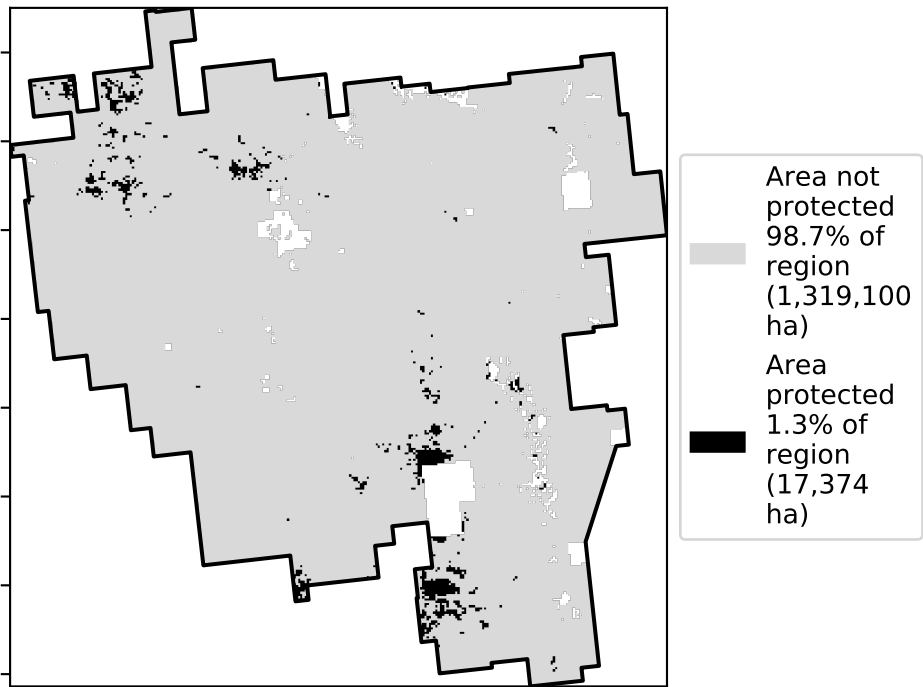 Area not
protected
98.7% of
region
(1,319,100
ha)
Area
protected
1.3% of
region
(17,374
ha)